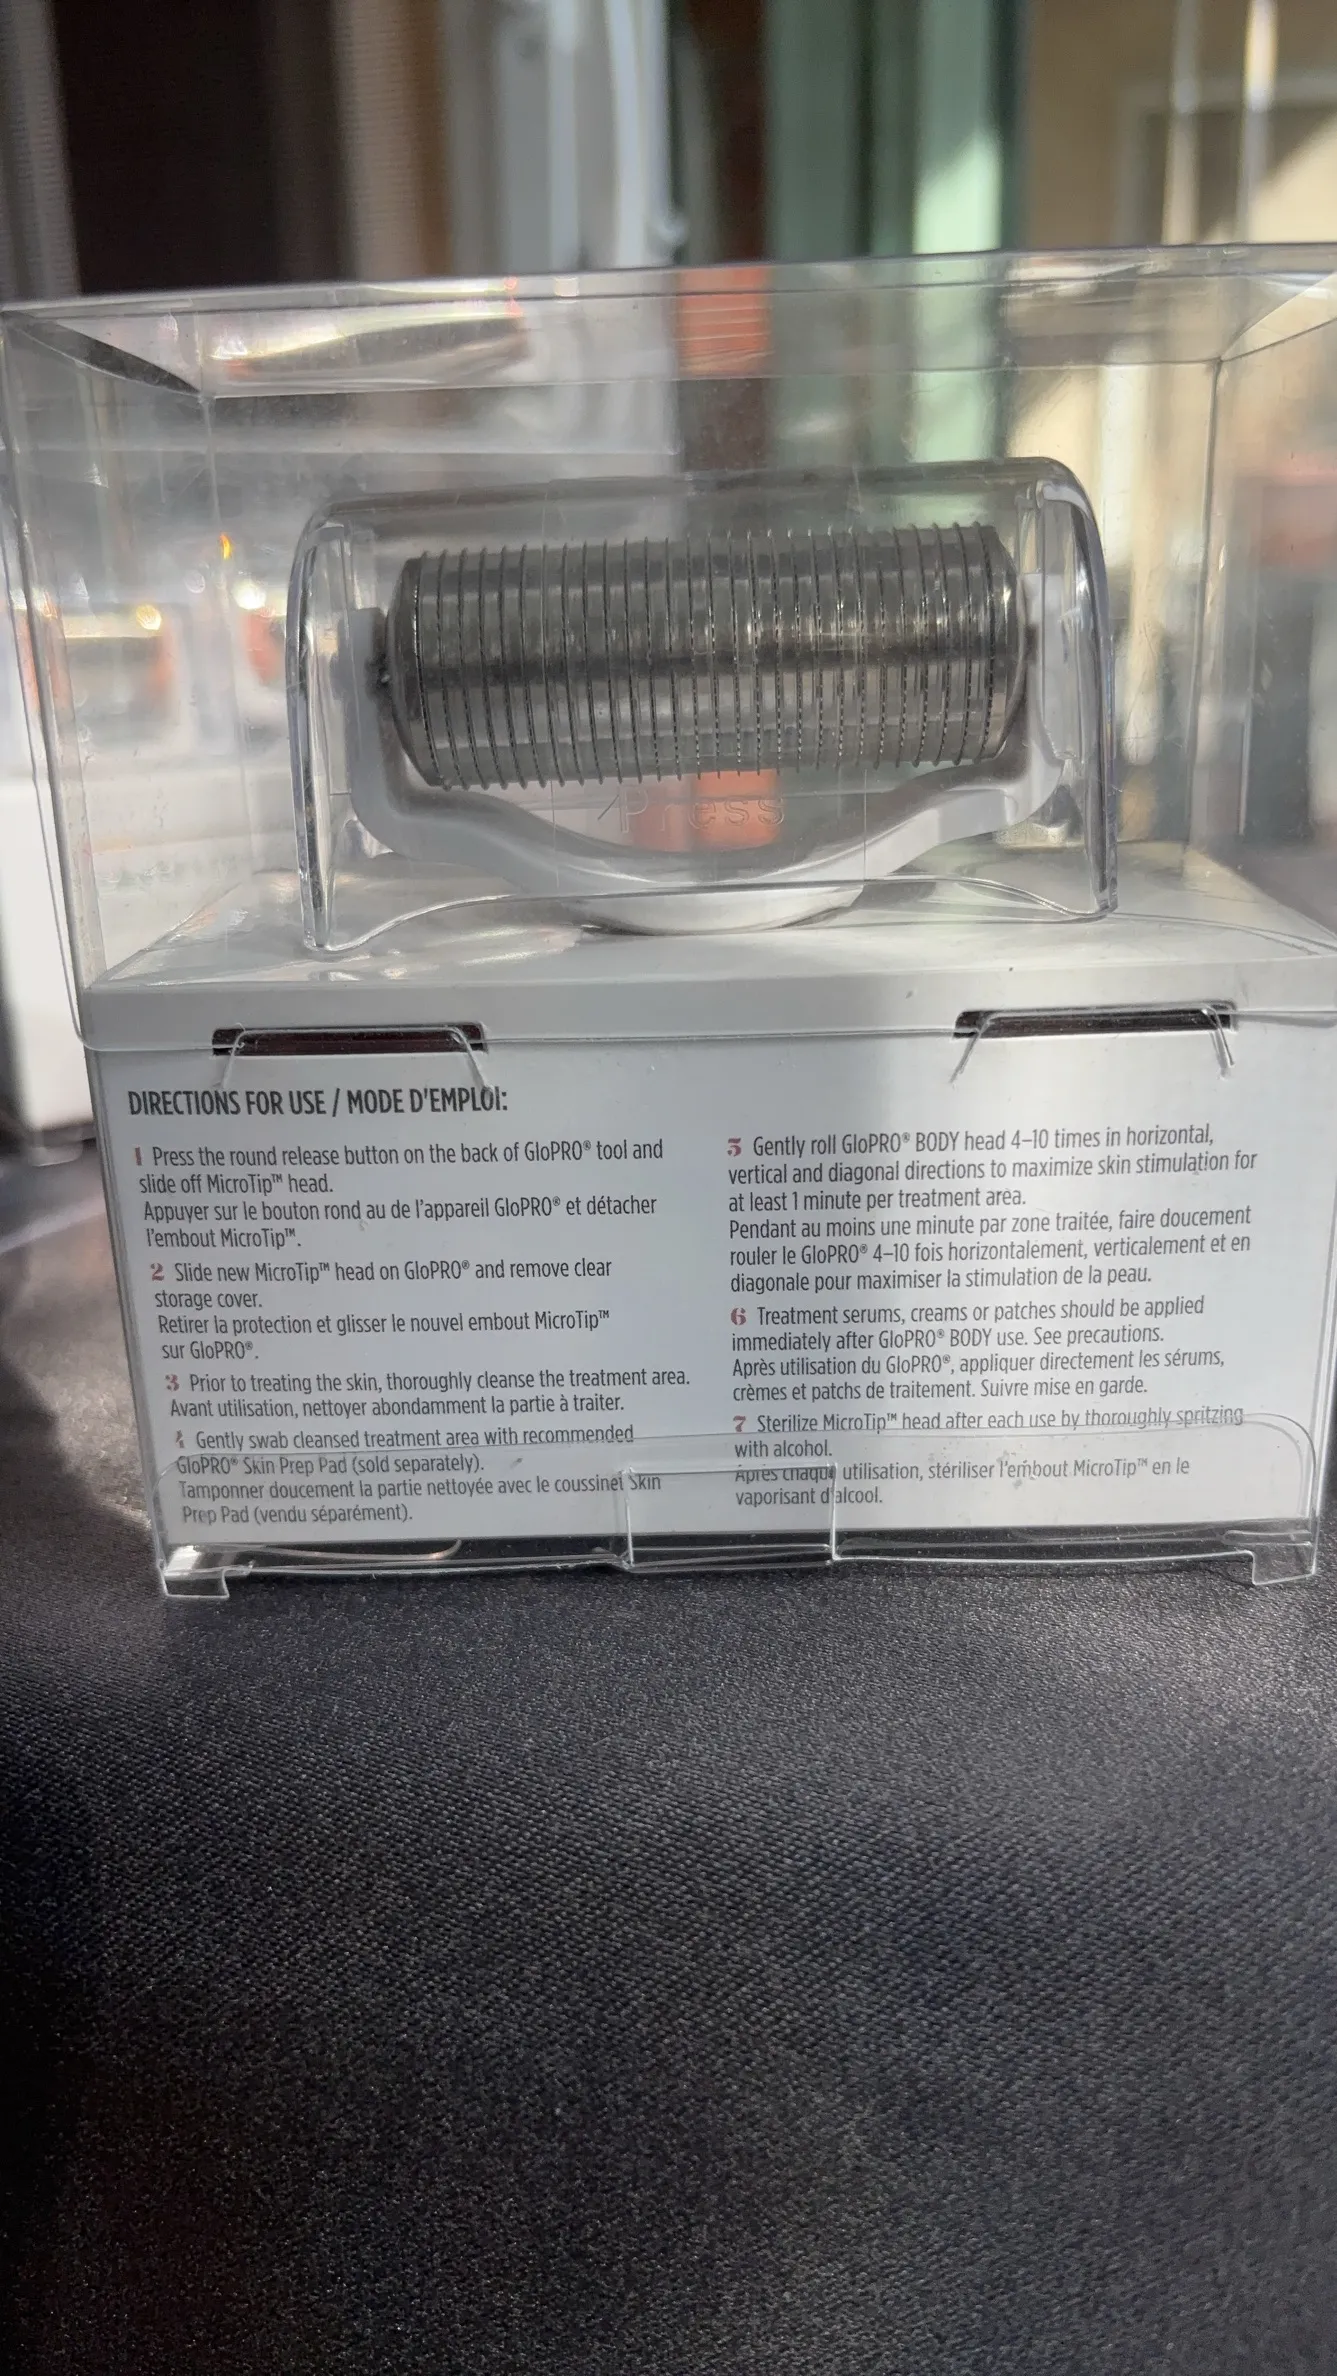 Press
DIRECTIONS FOR USE / MODE D'EMPLOI:
1 Press the round release button on the back of GloPRO® tool and
slide off MicroTip™ head.
Appuyer sur le bouton rond au de l'appareil GloPRO® et détacher
l'embout MicroTip™.
2 Slide new MicroTip™ head on GloPRO® and remove clear
storage cover.
Retirer la protection et glisser le nouvel embout MicroTip™
sur GloPRO®.
3 Prior to treating the skin, thoroughly cleanse the treatment area.
Avant utilisation, nettoyer abondamment la partie à traiter.
4 Gently swab cleansed treatment area with recommended
GloPRO® Skin Prep Pad (sold separately).
Tamponner doucement la partie nettoyée avec le coussinet Skin
Prep Pad (vendu séparément).
5 Gently roll GloPRO® BODY head 4–10 times in horizontal,
vertical and diagonal directions to maximize skin stimulation for
at least 1 minute per treatment area.
Pendant au moins une minute par zone traitée, faire doucement
rouler le GloPRO® 4–10 fois horizontalement, verticalement et en
diagonale pour maximiser la stimulation de la peau.
6 Treatment serums, creams or patches should be applied
immediately after GloPRO® BODY use. See precautions.
Après utilisation du GloPRO®, appliquer directement les sérums,
crèmes et patchs de traitement. Suivre mise en garde.
7 Sterilize MicroTip™ head after each use by thoroughly spritzing
with alcohol.
Après chaque utilisation, stériliser l'embout MicroTip™ en le
vaporisant d'alcool.